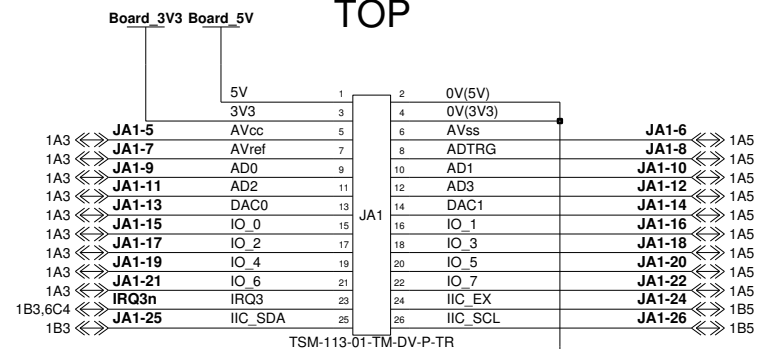 TOP
Board_3V3 Board_5V
5V 1 2 0V(5V)
3V3 3 4 0V(3V3)
1A3 JA1-5 AVcc 5 6 AVss JA1-6 1A5
1A3 JA1-7 AVref 7 8 ADTRG JA1-8 1A5
1A3 JA1-9 AD0 9 10 AD1 JA1-10 1A5
1A3 JA1-11 AD2 11 12 AD3 JA1-12 1A5
1A3 JA1-13 DAC0 13 14 DAC1 JA1-14 1A5
JA1
1A3 JA1-15 IO_0 15 16 IO_1 JA1-16 1A5
1A3 JA1-17 IO_2 17 18 IO_3 JA1-18 1A5
1A3 JA1-19 IO_4 19 20 IO_5 JA1-20 1A5
1A3 JA1-21 IO_6 21 22 IO_7 JA1-22 1A5
1B3,6C4 IRQ3n IRQ3 23 24 IIC_EX JA1-24 1B5
1B3 JA1-25 IIC_SDA 25 26 IIC_SCL JA1-26 1B5
TSM-113-01-TM-DV-P-TR